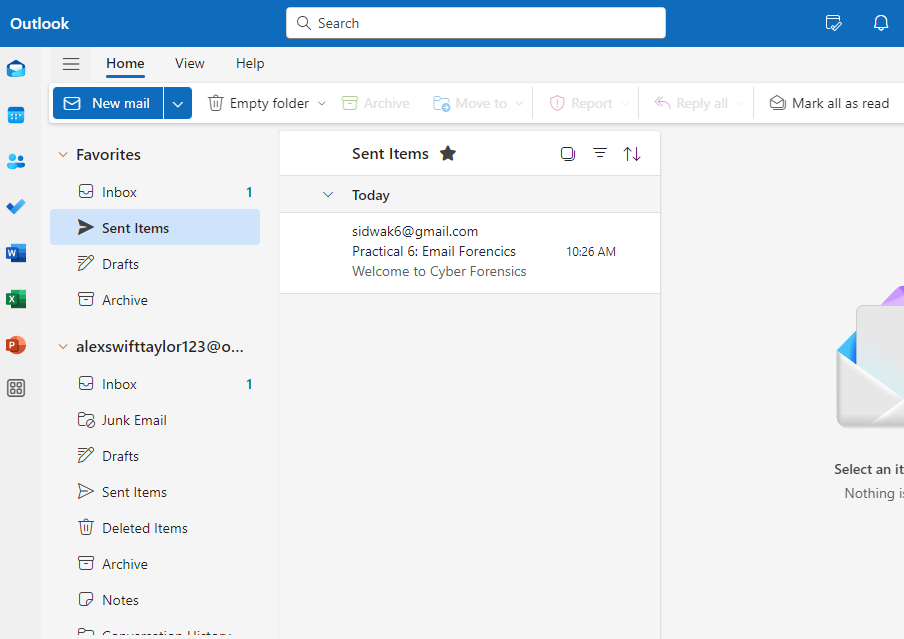 Outlook
Search
Home View Help
New mail Empty folder Archive Move to Report Reply all Mark all as read
Favorites
Inbox 1
Sent Items
Drafts
Archive
alexswifttaylor123@o...
Inbox 1
Junk Email
Drafts
Sent Items
Deleted Items
Archive
Notes
Conversation History
Sent Items
Today
sidwak6@gmail.com
Practical 6: Email Forencics 10:26 AM
Welcome to Cyber Forensics
Select an it
Nothing is